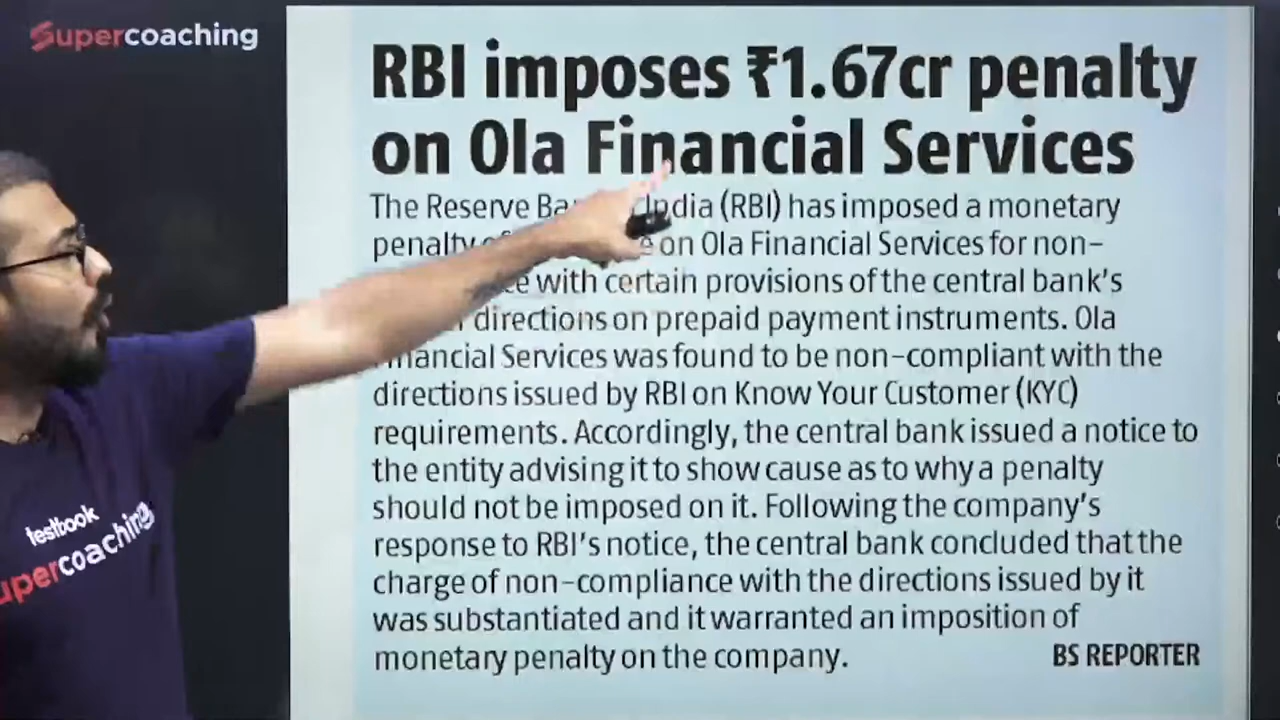 Supercoaching
RBI imposes ₹1.67cr penalty
on Ola Financial Services
The Reserve India (RBI) has imposed a monetary
penalty on Ola Financial Services for non-
with certain provisions of the central bank's
directions on prepaid payment instruments. Ola
Financial Services was found to be non-compliant with the
directions issued by RBI on Know Your Customer (KYC)
requirements. Accordingly, the central bank issued a notice to
the entity advising it to show cause as to why a penalty
should not be imposed on it. Following the company's
response to RBI's notice, the central bank concluded that the
charge of non-compliance with the directions issued by it
was substantiated and it warranted an imposition of
monetary penalty on the company.
BS REPORTER
testbook
supercoaching